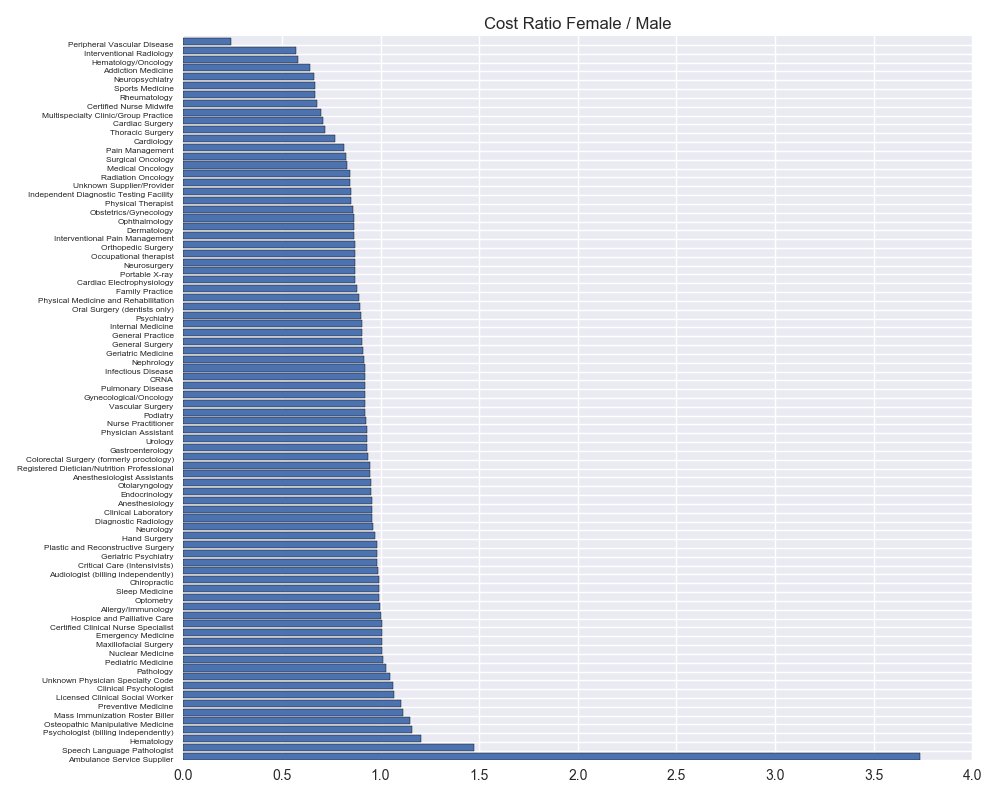 Cost Ratio Female / Male
Peripheral Vascular Disease
Interventional Radiology
Hematology/Oncology
Addiction Medicine
Neuropsychiatry
Sports Medicine
Rheumatology
Certified Nurse Midwife
Multispecialty Clinic/Group Practice
Cardiac Surgery
Thoracic Surgery
Cardiology
Pain Management
Surgical Oncology
Medical Oncology
Radiation Oncology
Unknown Supplier/Provider
Independent Diagnostic Testing Facility
Physical Therapist
Obstetrics/Gynecology
Ophthalmology
Dermatology
Interventional Pain Management
Orthopedic Surgery
Occupational therapist
Neurosurgery
Portable X-ray
Cardiac Electrophysiology
Family Practice
Physical Medicine and Rehabilitation
Oral Surgery (dentists only)
Psychiatry
Internal Medicine
General Practice
General Surgery
Geriatric Medicine
Nephrology
Infectious Disease
CRNA
Pulmonary Disease
Gynecological/Oncology
Vascular Surgery
Podiatry
Nurse Practitioner
Physician Assistant
Urology
Gastroenterology
Colorectal Surgery (formerly proctology)
Registered Dietician/Nutrition Professional
Anesthesiologist Assistants
Otolaryngology
Endocrinology
Anesthesiology
Clinical Laboratory
Diagnostic Radiology
Neurology
Hand Surgery
Plastic and Reconstructive Surgery
Geriatric Psychiatry
Critical Care (Intensivists)
Audiologist (billing independently)
Chiropractic
Sleep Medicine
Optometry
Allergy/Immunology
Hospice and Palliative Care
Certified Clinical Nurse Specialist
Emergency Medicine
Maxillofacial Surgery
Nuclear Medicine
Pediatric Medicine
Pathology
Unknown Physician Specialty Code
Clinical Psychologist
Licensed Clinical Social Worker
Preventive Medicine
Mass Immunization Roster Biller
Osteopathic Manipulative Medicine
Psychologist (billing independently)
Hematology
Speech Language Pathologist
Ambulance Service Supplier
0.0 0.5 1.0 1.5 2.0 2.5 3.0 3.5 4.0